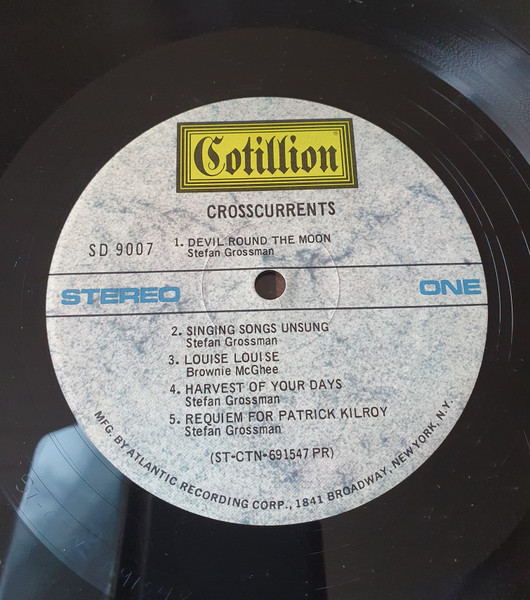 Cotillion
CROSSCURRENTS
SD 9007
1. DEVIL ROUND THE MOON
Stefan Grossman
STEREO
ONE
2. SINGING SONGS UNSUNG
Stefan Grossman
3. LOUISE LOUISE
Brownie McGhee
4. HARVEST OF YOUR DAYS
Stefan Grossman
5. REQUIEM FOR PATRICK KILROY
Stefan Grossman
(ST-CTN-691547 PR)
MFG. BY ATLANTIC RECORDING CORP., 1841 BROADWAY, NEW YORK, N.Y.